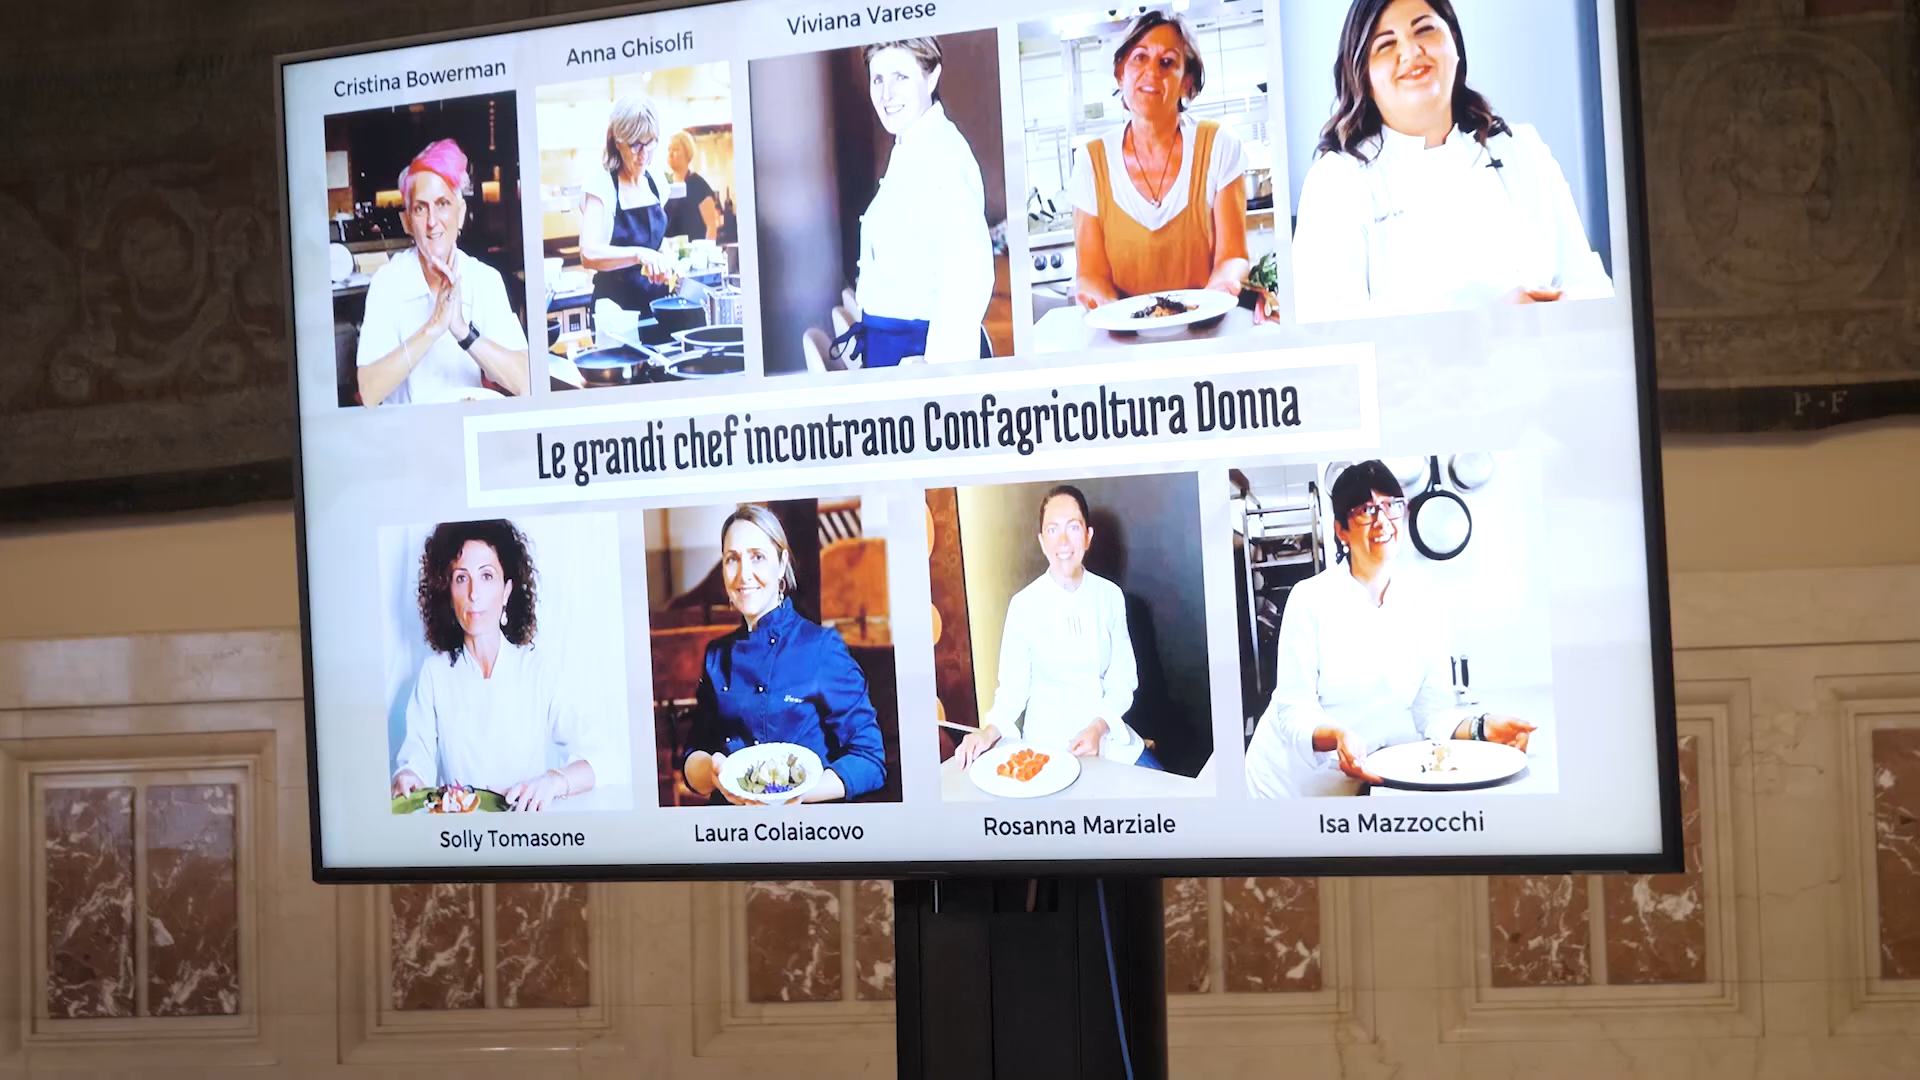 Cristina Bowerman
Anna Ghisolfi
Viviana Varese
Le grandi chef incontrano Confagricoltura Donna
Solly Tomasone
Laura Colaiacovo
Rosanna Marziale
Isa Mazzocchi
P·F